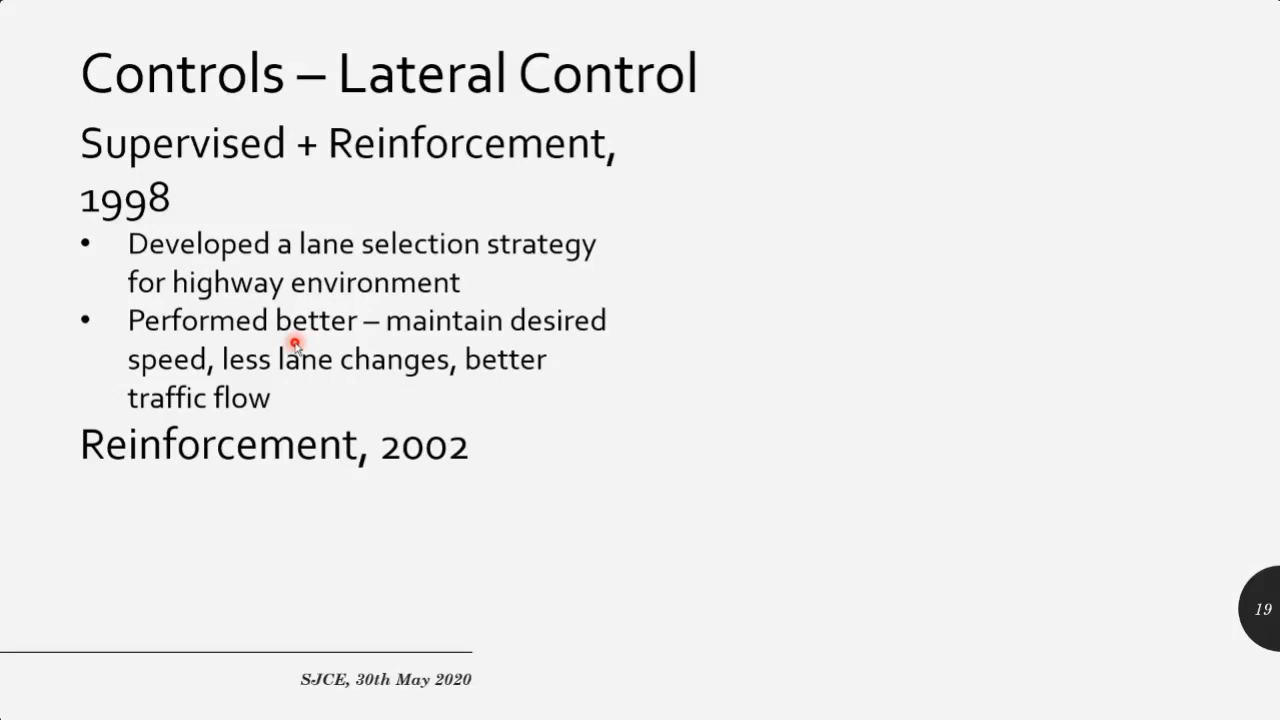 Controls – Lateral Control
Supervised + Reinforcement,
1998
• Developed a lane selection strategy
for highway environment
• Performed better – maintain desired
speed, less lane changes, better
traffic flow
Reinforcement, 2002
19
SJCE, 30th May 2020